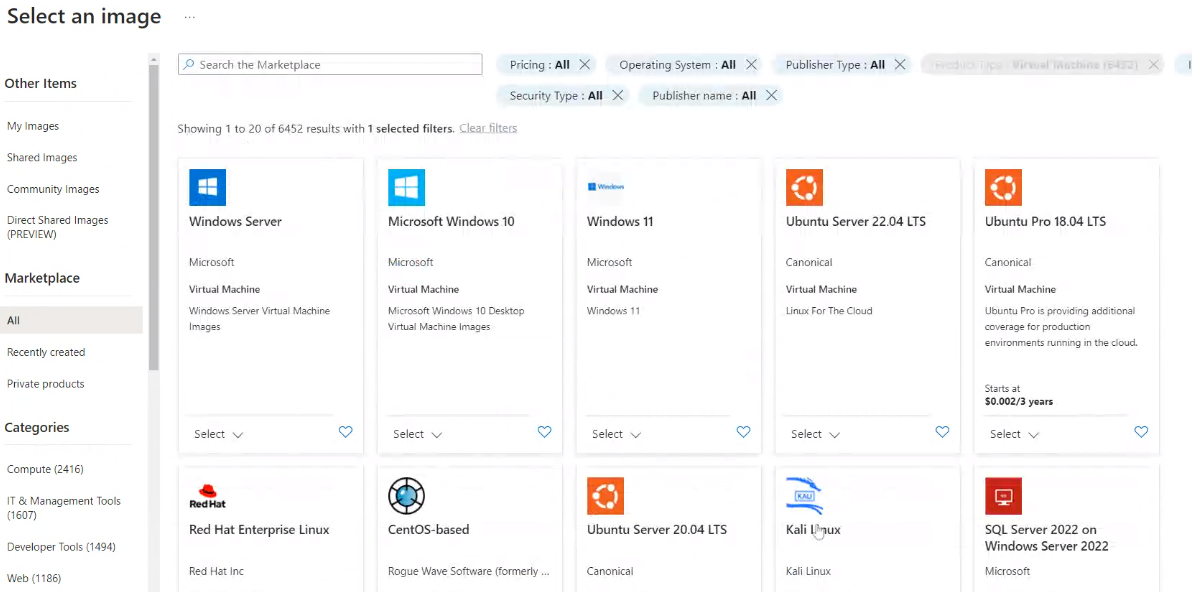 Select an image
...
Other Items
My Images
Shared Images
Community Images
Direct Shared Images
(PREVIEW)
Marketplace
All
Recently created
Private products
Categories
Compute (2416)
IT & Management Tools
(1607)
Developer Tools (1494)
Web (1186)
Search the Marketplace
Pricing : All
Operating System : All
Publisher Type : All
Product Type : Virtual Machine (6452)
Security Type : All
Publisher name : All
Showing 1 to 20 of 6452 results with 1 selected filters. Clear filters
Windows Server
Microsoft
Virtual Machine
Windows Server Virtual Machine
Images
Select
Microsoft Windows 10
Microsoft
Virtual Machine
Microsoft Windows 10 Desktop
Virtual Machine Images
Select
Windows
Windows 11
Microsoft
Virtual Machine
Windows 11
Select
Ubuntu Server 22.04 LTS
Canonical
Virtual Machine
Linux For The Cloud
Select
Ubuntu Pro 18.04 LTS
Canonical
Virtual Machine
Ubuntu Pro is providing additional
coverage for production
environments running in the cloud.
Starts at
$0.002/3 years
Select
Red Hat
Red Hat Enterprise Linux
Red Hat Inc
CentOS-based
Rogue Wave Software (formerly ...
Ubuntu Server 20.04 LTS
Canonical
KALI
Kali Linux
Kali Linux
SQL Server 2022 on
Windows Server 2022
Microsoft